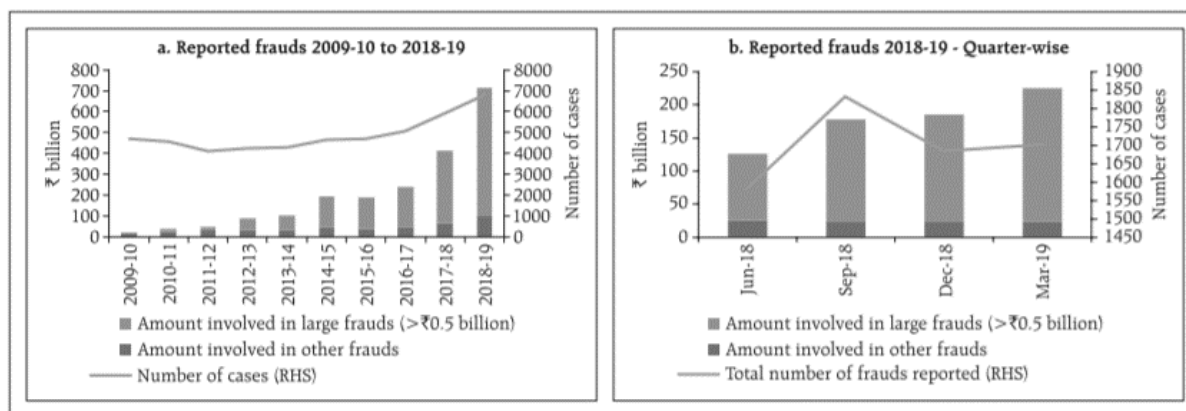 a. Reported frauds 2009-10 to 2018-19
₹ billion
800
700
600
500
400
300
200
100
0
8000
7000
6000
5000
4000
3000
2000
1000
0
Number of cases
2009-10
2010-11
2011-12
2012-13
2013-14
2014-15
2015-16
2016-17
2017-18
2018-19
Amount involved in large frauds (>₹0.5 billion)
Amount involved in other frauds
Number of cases (RHS)
b. Reported frauds 2018-19 - Quarter-wise
₹ billion
250
200
150
100
50
0
1900
1850
1800
1750
1700
1650
1600
1550
1500
1450
Number of cases
Jun-18
Sep-18
Dec-18
Mar-19
Amount involved in large frauds (>₹0.5 billion)
Amount involved in other frauds
Total number of frauds reported (RHS)